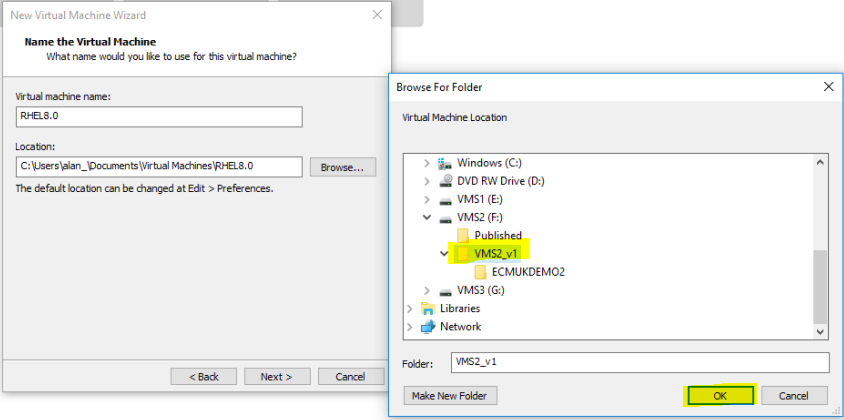 New Virtual Machine Wizard
Name the Virtual Machine
What name would you like to use for this virtual machine?
Virtual machine name:
RHEL8.0
Location:
C:\Users\alan_\Documents\Virtual Machines\RHEL8.0
Browse...
The default location can be changed at Edit > Preferences.
< Back
Next >
Cancel
Browse For Folder
Virtual Machine Location
Windows (C:)
DVD RW Drive (D:)
VMS1 (E:)
VMS2 (F:)
Published
VMS2_v1
ECMUKDEMO2
VMS3 (G:)
Libraries
Network
Folder:
VMS2_v1
Make New Folder
OK
Cancel